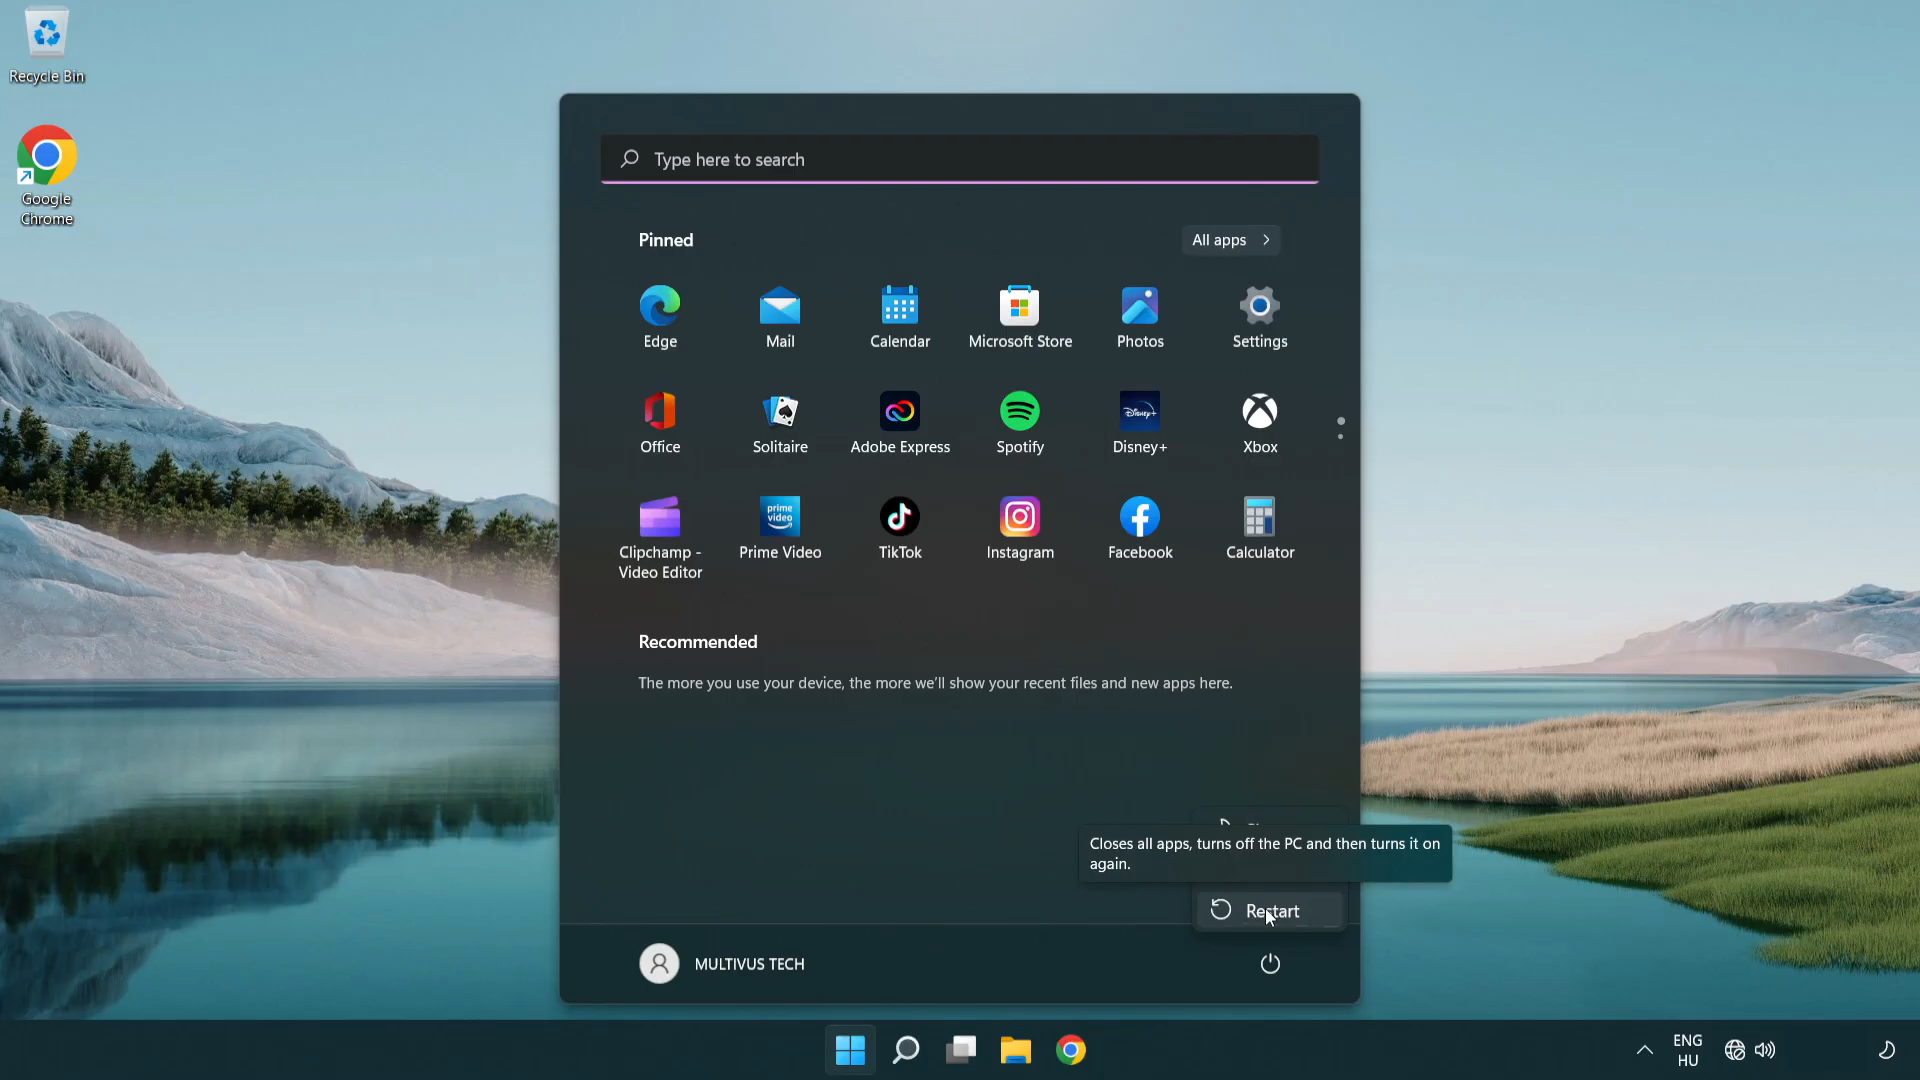 Recycle Bin
Google
Chrome
Type here to search
Pinned
All apps
Edge
Mail
Calendar
Microsoft Store
Photos
Settings
Office
Solitaire
Adobe Express
Disney+
Spotify
Disney+
Xbox
prime
video
Clipchamp -
Video Editor
Prime Video
TikTok
Instagram
Facebook
Calculator
Recommended
The more you use your device, the more we'll show your recent files and new apps here.
Closes all apps, turns off the PC and then turns it on
again.
Restart
MULTIVUS TECH
ENG
HU